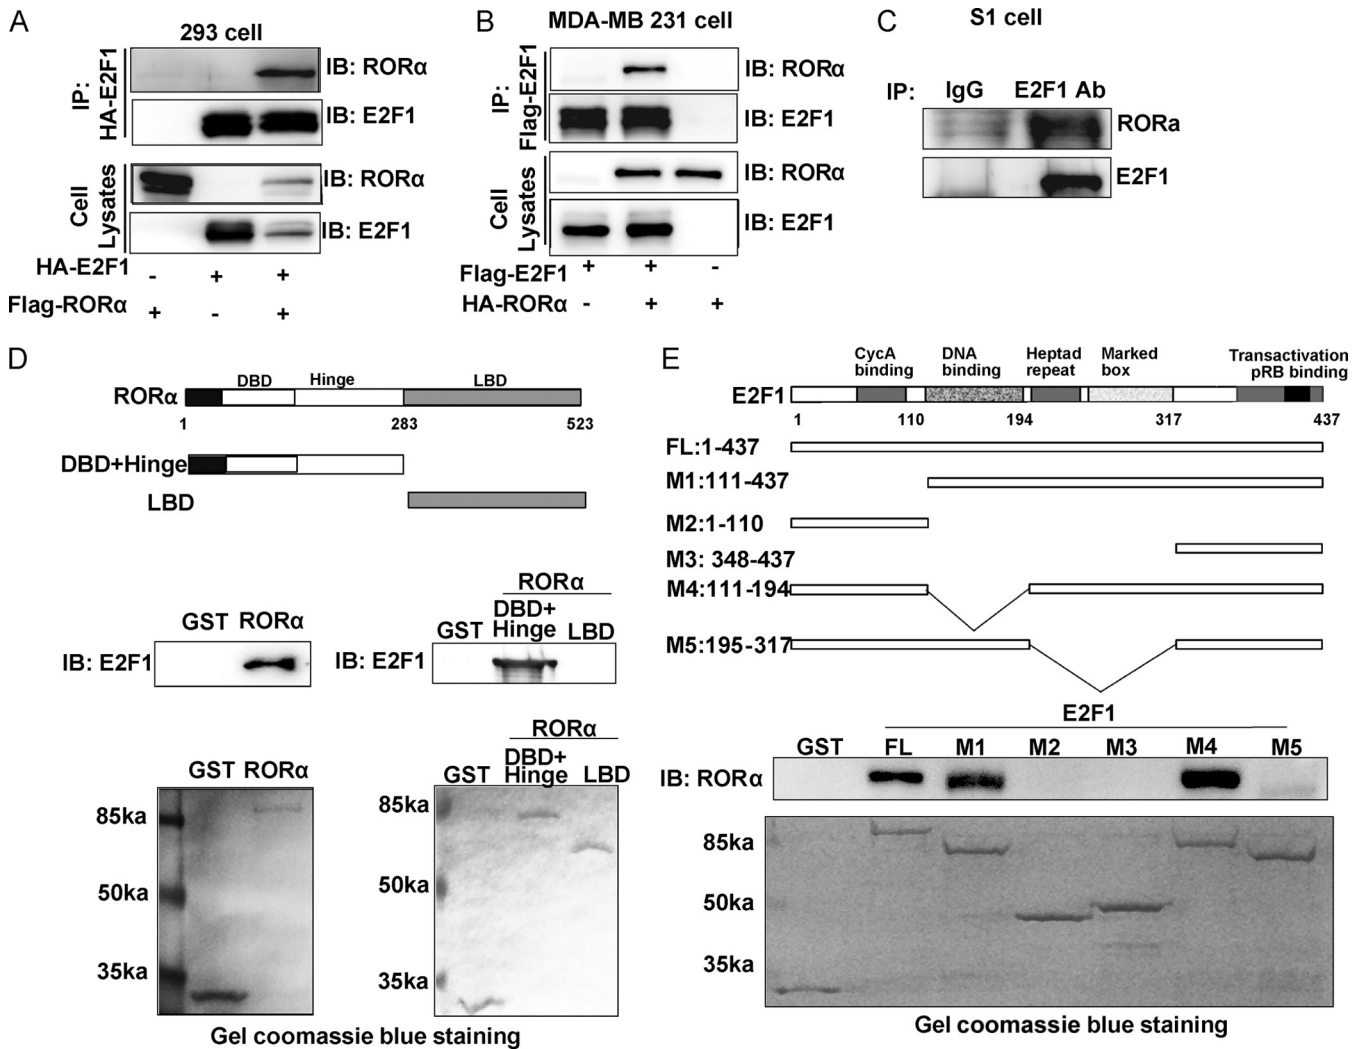 A
293 cell
IP:
HA-E2F1
IB: RORα
IB: E2F1
Cell
Lysates
IB: RORα
IB: E2F1
HA-E2F1 - + +
Flag-RORα + - +
B
MDA-MB 231 cell
IP:
Flag-E2F1
IB: RORα
IB: E2F1
Cell
Lysates
IB: RORα
IB: E2F1
Flag-E2F1 + + -
HA-RORα - + +
C
S1 cell
IP: IgG E2F1 Ab
RORa
E2F1
D
DBD Hinge LBD
RORα
1 283 523
DBD+Hinge
LBD
GST RORα
IB: E2F1
RORα
GST DBD+
Hinge LBD
IB: E2F1
GST RORα
85ka
50ka
35ka
RORα
GST DBD+
Hinge LBD
85ka
50ka
35ka
Gel coomassie blue staining
E
CycA
binding
DNA
binding
Heptad
repeat
Marked
box
Transactivation
pRB binding
E2F1
1 110 194 317 437
FL:1-437
M1:111-437
M2:1-110
M3: 348-437
M4:111-194
M5:195-317
E2F1
GST FL M1 M2 M3 M4 M5
IB: RORα
85ka
50ka
35ka
Gel coomassie blue staining